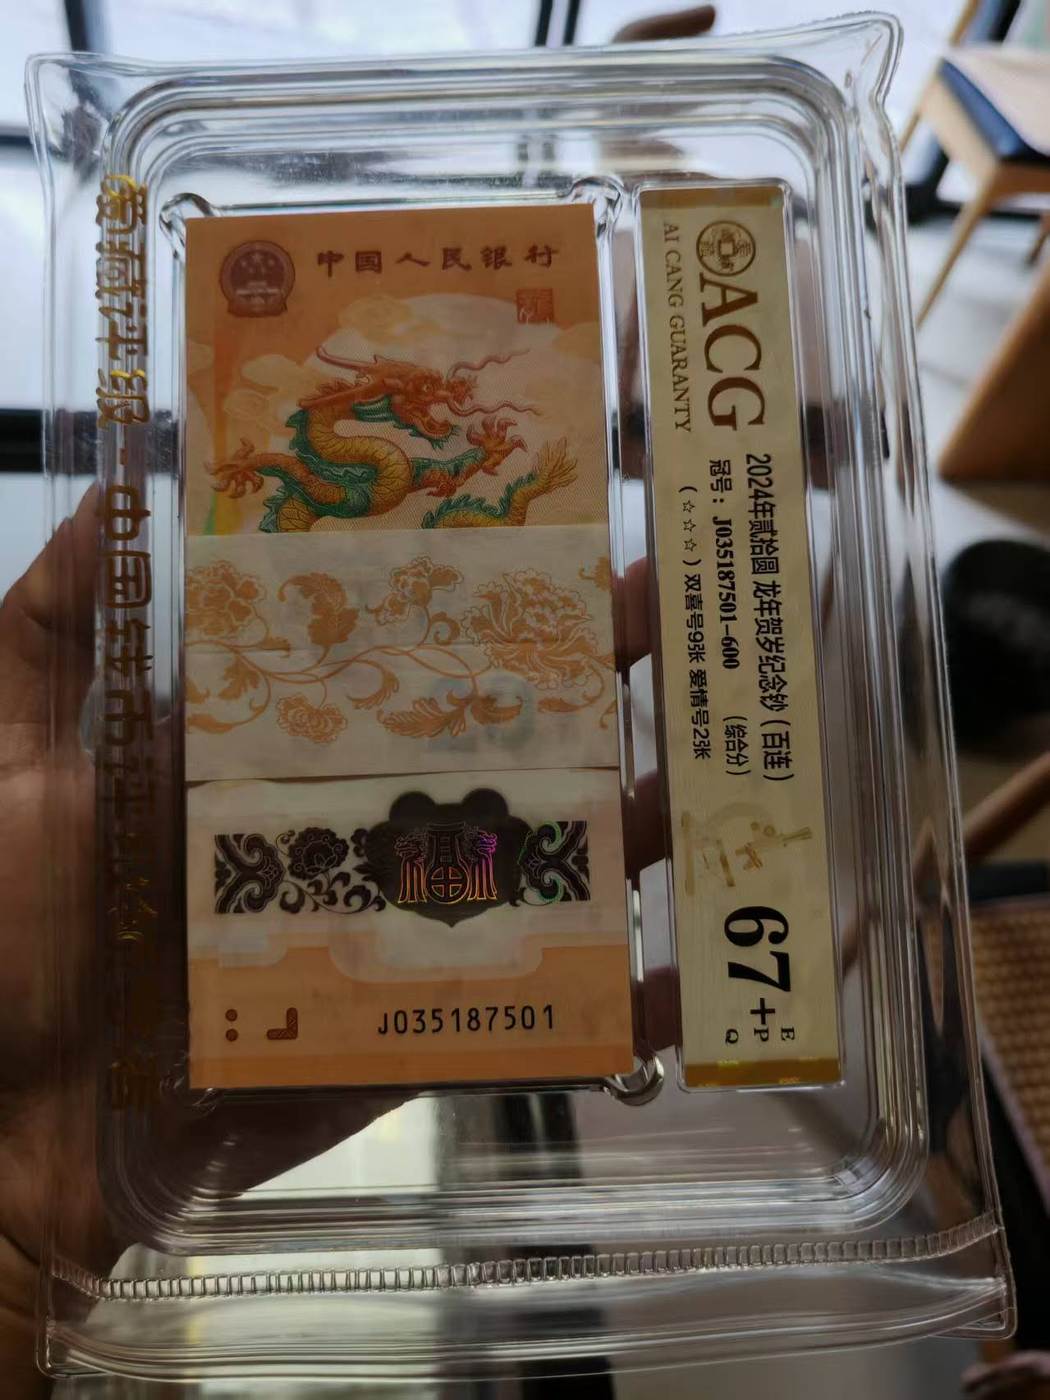 中国人民银行
J035187501
ACG
AI CANG GUARANTY
2024年贰拾圆 龙年贺岁纪念钞（百连）
冠号：J035187501-600 （综合分）
（☆☆☆）双喜号9张 爱情号2张
67+
E
P
Q